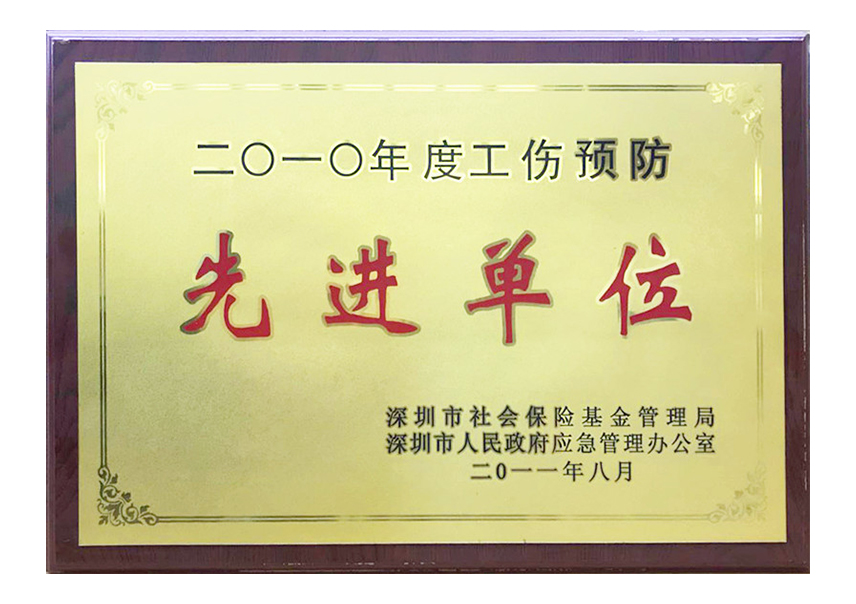 二〇一〇年度工伤预防
先进单位
深圳市社会保险基金管理局
深圳市人民政府应急管理办公室
二0一一年八月